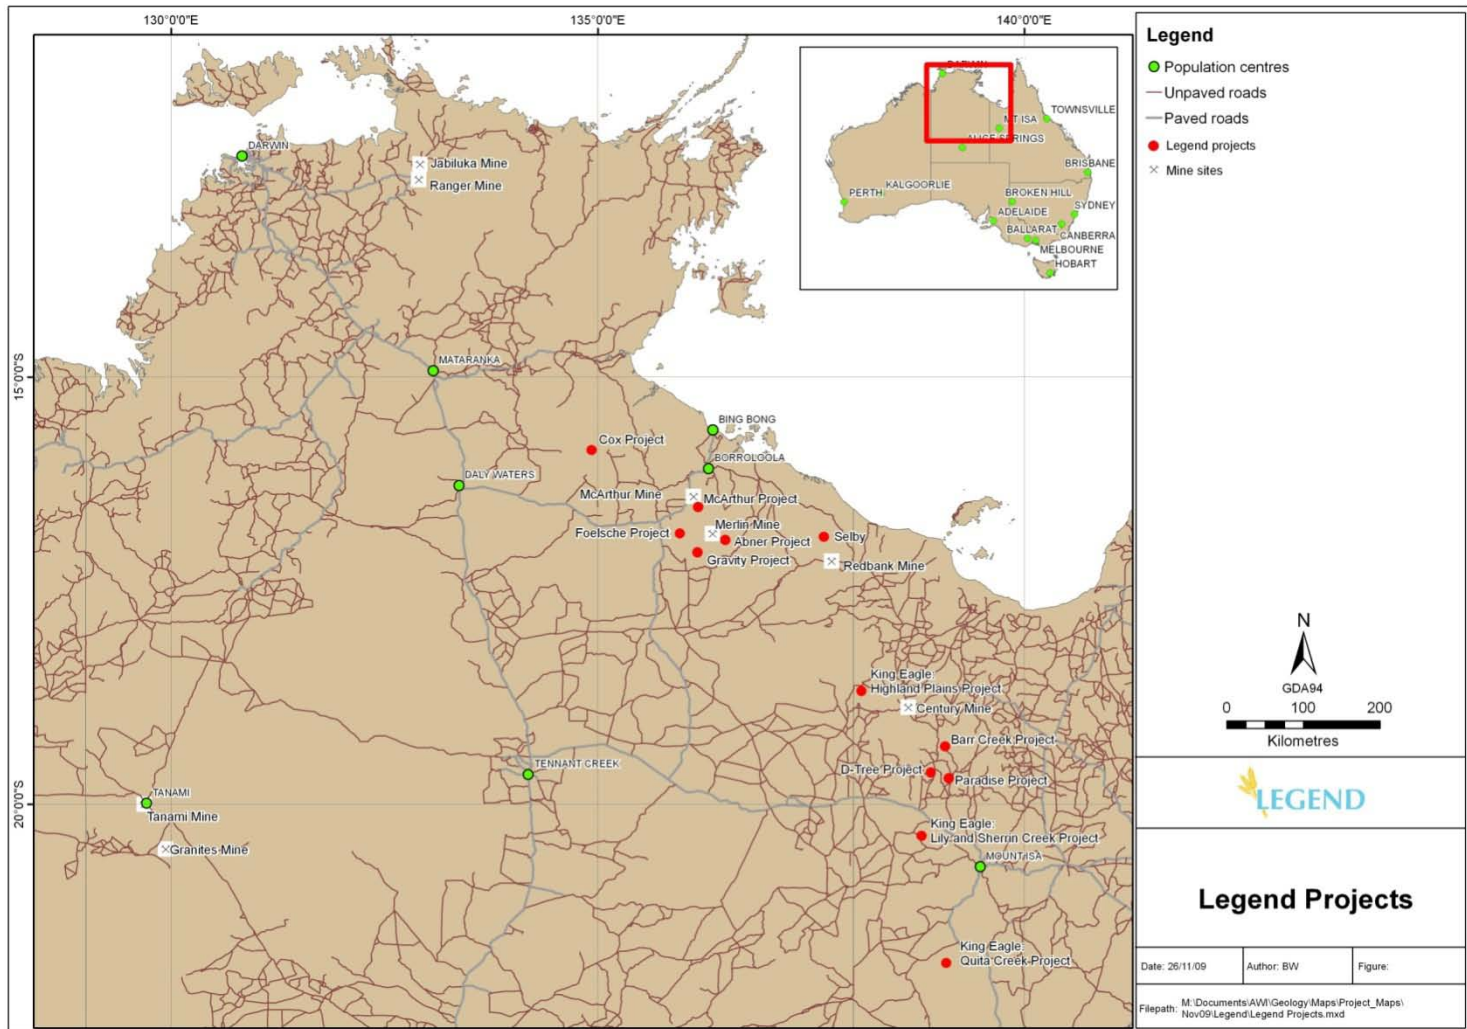 130°0'0"E
135°0'0"E
140°0'0"E
15°0'0"S
20°0'0"S
DARWIN
Jabiluka Mine
Ranger Mine
MATARANKA
BING BONG
Cox Project
BORROLOOLA
DALY WATERS
McArthur Mine
McArthur Project
Merlin Mine
Foelsche Project
Abner Project
Selby
Gravity Project
Redbank Mine
King Eagle:
Highland Plains Project
Century Mine
Barr Creek Project
D-Tree Project
Paradise Project
TENNANT CREEK
TANAMI
Tanami Mine
Granites Mine
King Eagle:
Lily and Sherrin Creek Project
MOUNT ISA
King Eagle:
Quita Creek Project
DARWIN
TOWNSVILLE
MT ISA
ALICE SPRINGS
BRISBANE
PERTH
KALGOORLIE
BROKEN HILL
SYDNEY
ADELAIDE
BALLARAT
CANBERRA
MELBOURNE
HOBART
Legend
Population centres
Unpaved roads
Paved roads
Legend projects
Mine sites
N
GDA94
0 100 200
Kilometres
LEGEND
Legend Projects
Date: 26/11/09
Author: BW
Figure:
Filepath: M:\Documents\AWI\Geology\Maps\Project_Maps\
Nov09\Legend\Legend Projects.mxd